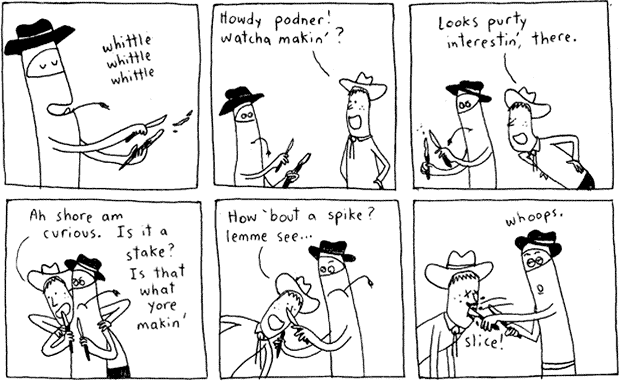 whittle
whittle
whittle
Howdy podner!
watcha makin'?
Looks purty
interestin', there.
Ah shore am
curious. Is it a
stake?
Is that
what
yore
makin'
How 'bout a spike?
lemme see...
whoops.
slice!